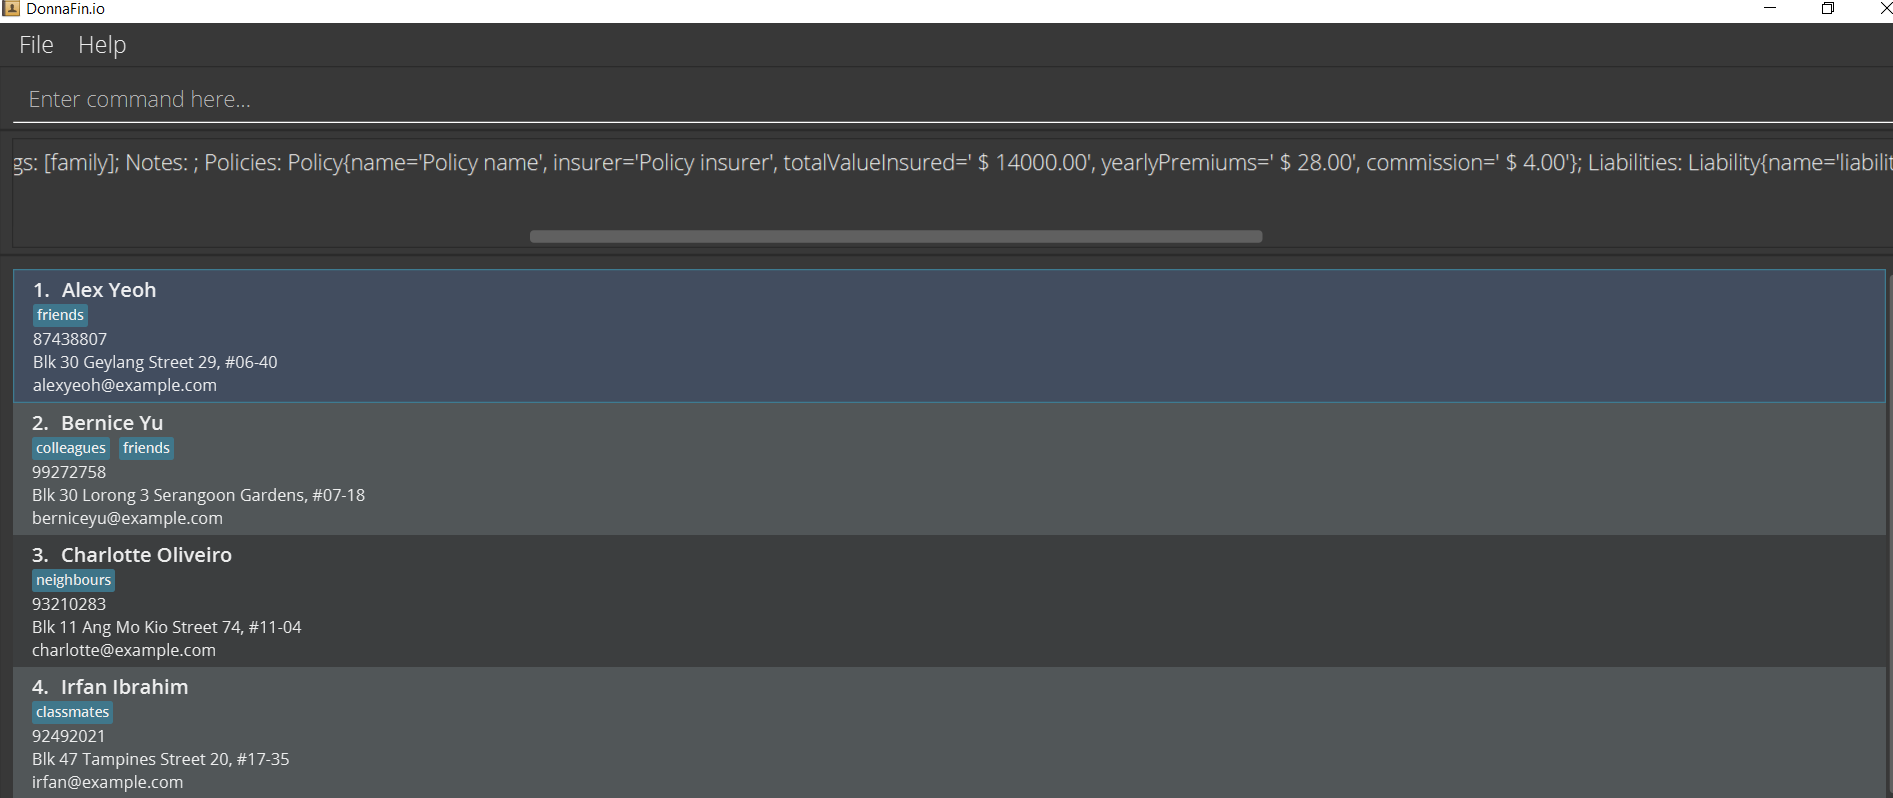 DonnaFin.io
File Help
Enter command here...
gs: [family]; Notes: ; Policies: Policy{name='Policy name', insurer='Policy insurer', totalValueInsured=' $ 14000.00', yearlyPremiums=' $ 28.00', commission=' $ 4.00'}; Liabilities: Liability{name='liabilit
1. Alex Yeoh
friends
87438807
Blk 30 Geylang Street 29, #06-40
alexyeoh@example.com
2. Bernice Yu
colleagues friends
99272758
Blk 30 Lorong 3 Serangoon Gardens, #07-18
berniceyu@example.com
3. Charlotte Oliveiro
neighbours
93210283
Blk 11 Ang Mo Kio Street 74, #11-04
charlotte@example.com
4. Irfan Ibrahim
classmates
92492021
Blk 47 Tampines Street 20, #17-35
irfan@example.com